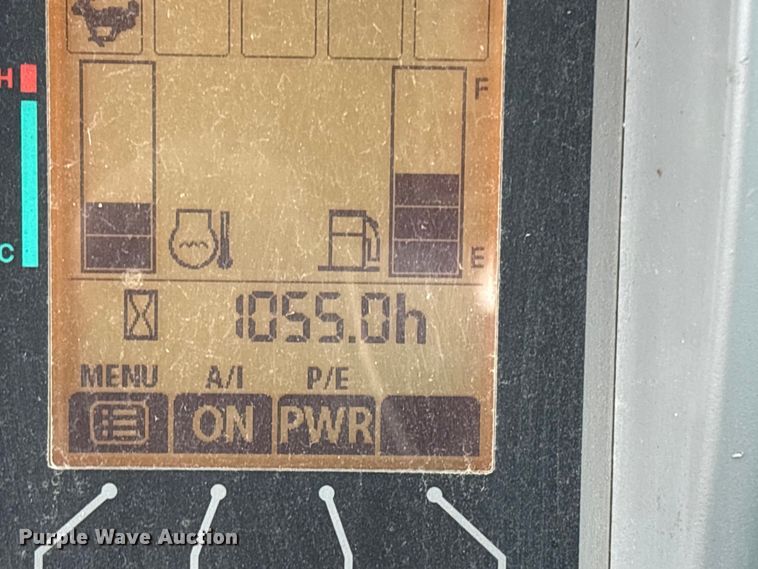 H
F
C
E
1055.0h
MENU A/I P/E
ON PWR
Purple Wave Auction